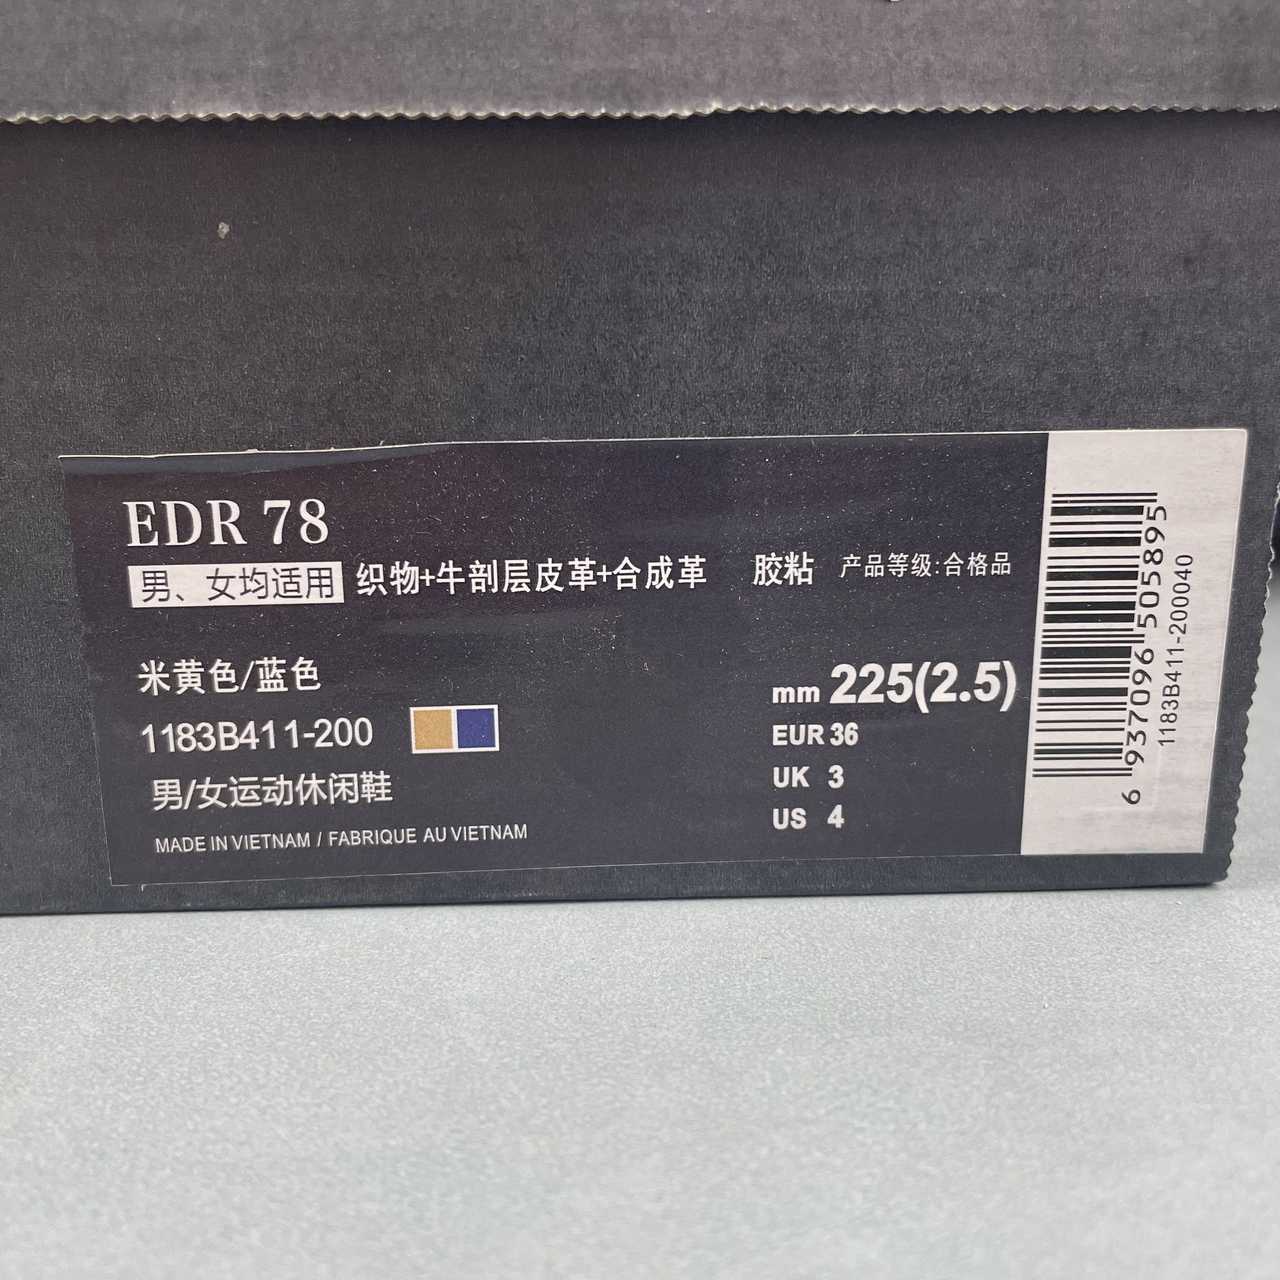 EDR 78
男、女均适用 织物+牛剖层皮革+合成革 胶粘 产品等级:合格品
米黄色/蓝色
1183B411-200
男/女运动休闲鞋
MADE IN VIETNAM / FABRIQUE AU VIETNAM
mm 225(2.5)
EUR 36
UK 3
US 4
6 937096 505895
1183B411-200040